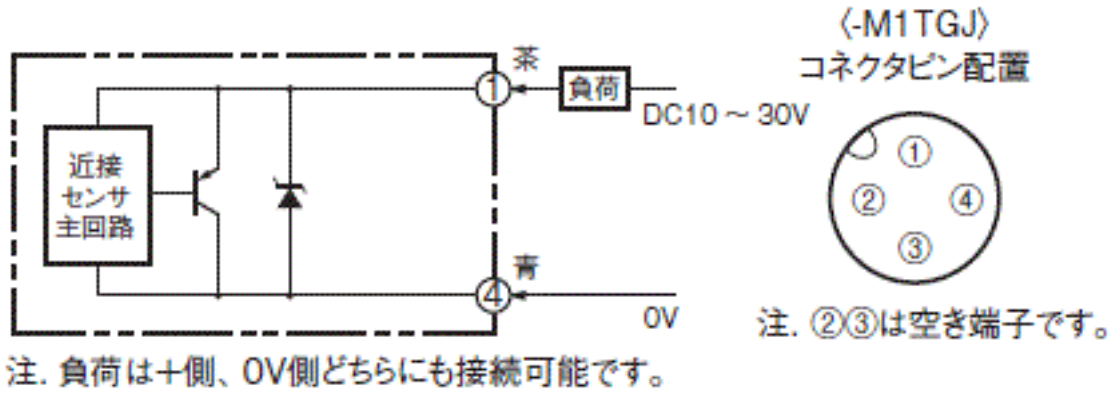 茶
①
負荷
DC10 ~ 30V
近接
センサ
主回路
青
④
0V
注. 負荷は+側、0V側どちらにも接続可能です。
〈-M1TGJ〉
コネクタピン配置
①
② ④
③
注. ②③は空き端子です。